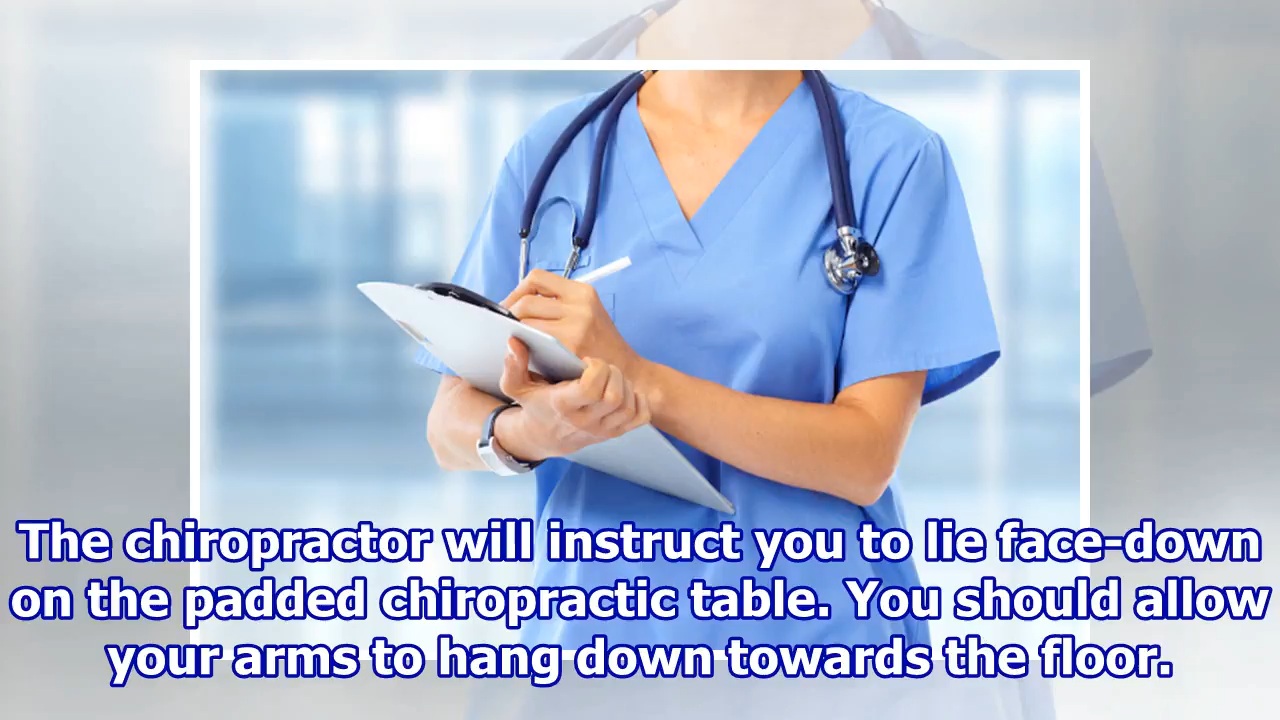 The chiropractor will instruct you to lie face-down
on the padded chiropractic table. You should allow
your arms to hang down towards the floor.